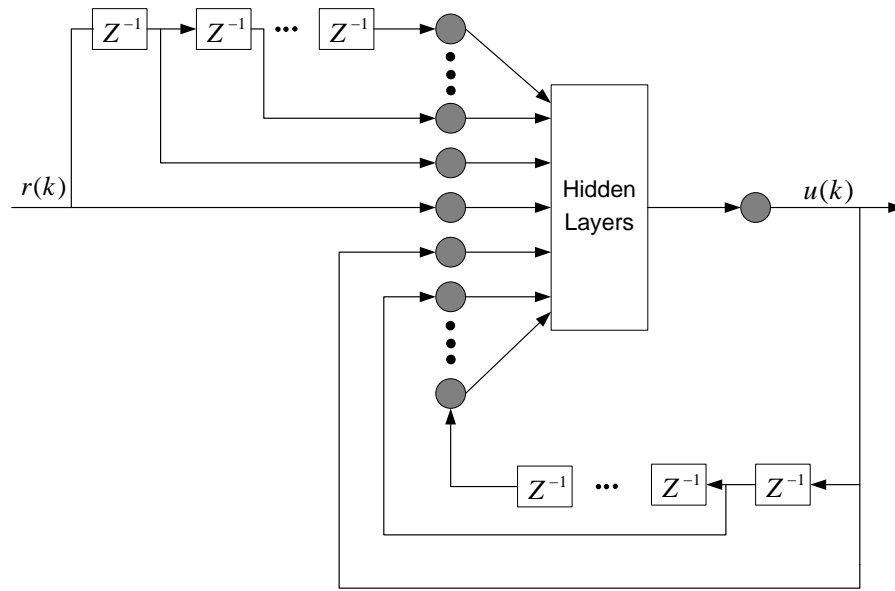 Z⁻¹ Z⁻¹ ••• Z⁻¹
r(k)
Hidden
Layers
u(k)
Z⁻¹ ••• Z⁻¹ Z⁻¹